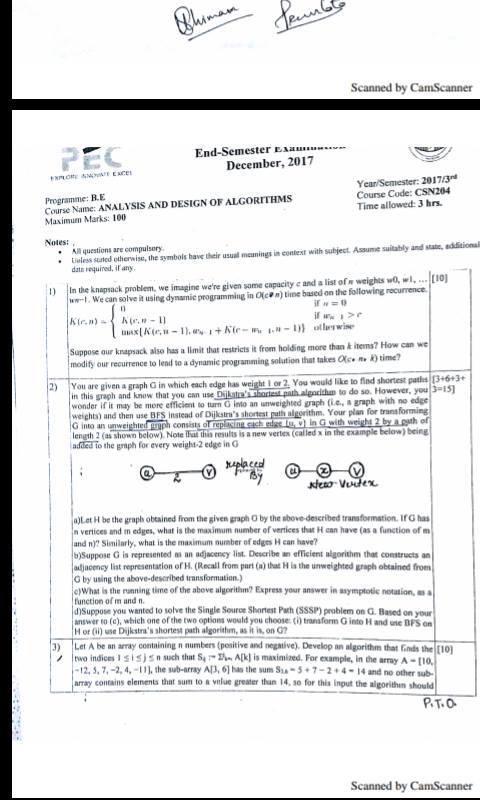 Dhiman
Scanned by CamScanner
PEC
EXPLORE INNOVATE EXCEL
End-Semester
December, 2017
Year/Semester: 2017/3rd
Programme: B.E
Course Code: CSN204
Course Name: ANALYSIS AND DESIGN OF ALGORITHMS
Time allowed: 3 hrs.
Maximum Marks: 100
Notes:
• All questions are compulsory.
• Unless stated otherwise, the symbols have their usual meanings in context with subject. Assume suitably and state, additional
data required, if any.
1) In the knapsack problem, we imagine we're given some capacity c and a list of n weights w0, w1, ... [10]
wn-1. We can solve it using dynamic programming in O(c•n) time based on the following recurrence.
0 if n = 0
K(c, n) = { K(c, n − 1) if wn-1 > c
max{K(c, n − 1), wn-1 + K(c − wn-1, n − 1)} otherwise
Suppose our knapsack also has a limit that restricts it from holding more than k items? How can we
modify our recurrence to lead to a dynamic programming solution that takes O(c• n• k) time?
2) You are given a graph G in which each edge has weight 1 or 2. You would like to find shortest paths [3+6+3+
in this graph and know that you can use Dijkstra's shortest path algorithm to do so. However, you 3=15]
wonder if it may be more efficient to turn G into an unweighted graph (i.e., a graph with no edge
weights) and then use BFS instead of Dijkstra's shortest path algorithm. Your plan for transforming
G into an unweighted graph consists of replacing each edge {u, v} in G with weight 2 by a path of
length 2 (as shown below). Note that this results is a new vertex (called x in the example below) being
added to the graph for every weight-2 edge in G
u 2 v replaced By u z v
New Vertex
a)Let H be the graph obtained from the given graph G by the above-described transformation. If G has
n vertices and m edges, what is the maximum number of vertices that H can have (as a function of m
and n)? Similarly, what is the maximum number of edges H can have?
b)Suppose G is represented as an adjacency list. Describe an efficient algorithm that constructs an
adjacency list representation of H. (Recall from part (a) that H is the unweighted graph obtained from
G by using the above-described transformation.)
c)What is the running time of the above algorithm? Express your answer in asymptotic notation, as a
function of m and n.
d)Suppose you wanted to solve the Single Source Shortest Path (SSSP) problem on G. Based on your
answer to (c), which one of the two options would you choose: (i) transform G into H and use BFS on
H or (ii) use Dijkstra's shortest path algorithm, as it is, on G?
3) Let A be an array containing n numbers (positive and negative). Develop an algorithm that finds the [10]
two indices 1 ≤ i ≤ j ≤ n such that A[k] is maximized. For example, in the array A = [10,
-12, 5, 7, -2, 4, -11], the sub-array A[3, 6] has the sum = 5 + 7 - 2 + 4 = 14 and no other sub-
array contains elements that sum to a value greater than 14, so for this input the algorithm should
P.T.O.
Scanned by CamScanner